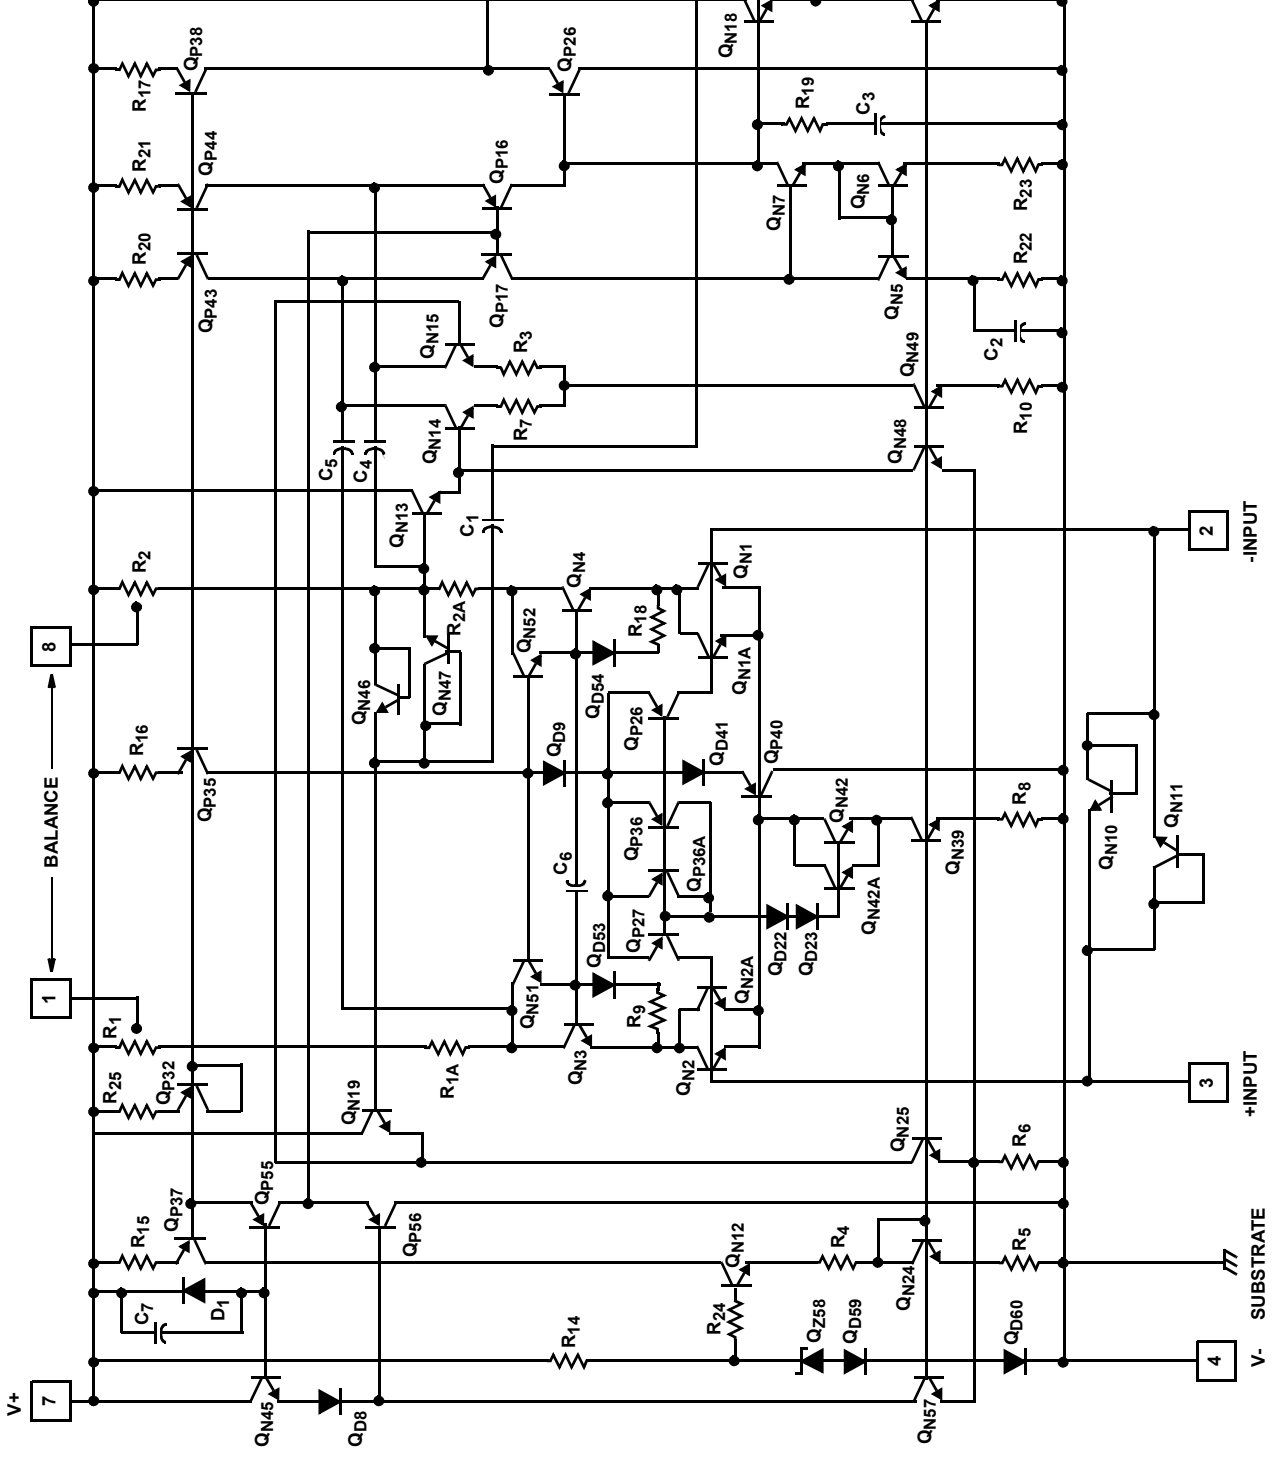 QN18
QP38
QP26
R17
R19
C3
R21
QP44
QP16
QN7
QN6
R23
R20
QP43
QP17
QN5
R22
C2
QN15
R3
QN49
QN14
R7
QN48
R10
C5
C4
QN13
C1
2
-INPUT
R2
R2A
QN4
QN1
8
QN52
R18
QN46
QN47
QD54
QN1A
BALANCE
R16
QP35
QD9
QP26
QD41
QP40
QP36
QN42
R8
QN10
QN11
C6
QP36A
QN39
QP27
QN42A
QD53
QD22
QD23
1
R1
QN51
R9
QN2A
R25
QP32
R1A
QN3
QN2
3
+INPUT
QN19
QN25
R6
QP37
QP55
R15
QP56
QN12
R4
R5
SUBSTRATE
C7
D1
R14
R24
QN24
QZ58
QD59
QD60
4
V-
V+
7
QN45
QD8
QN57